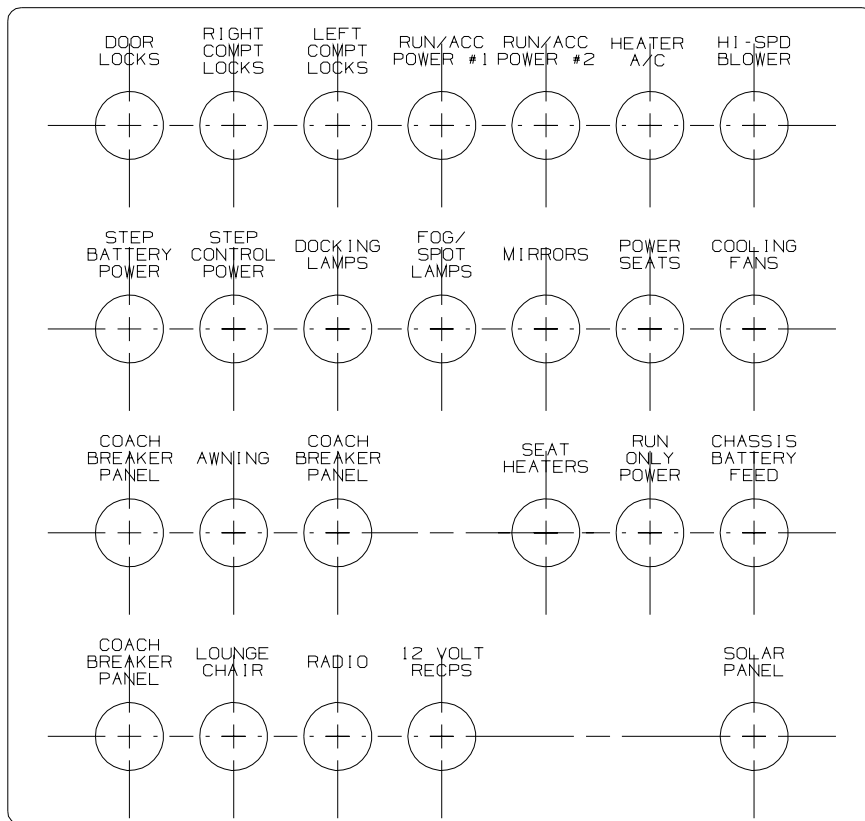 DOOR
LOCKS
RIGHT
COMPT
LOCKS
LEFT
COMPT
LOCKS
RUN/ACC
POWER #1
RUN/ACC
POWER #2
HEATER
A/C
HI-SPD
BLOWER
STEP
BATTERY
POWER
STEP
CONTROL
POWER
DOCKING
LAMPS
FOG/
SPOT
LAMPS
MIRRORS
POWER
SEATS
COOLING
FANS
COACH
BREAKER
PANEL
AWNING
COACH
BREAKER
PANEL
SEAT
HEATERS
RUN
ONLY
POWER
CHASSIS
BATTERY
FEED
COACH
BREAKER
PANEL
LOUNGE
CHAIR
RADIO
12 VOLT
RECPS
SOLAR
PANEL